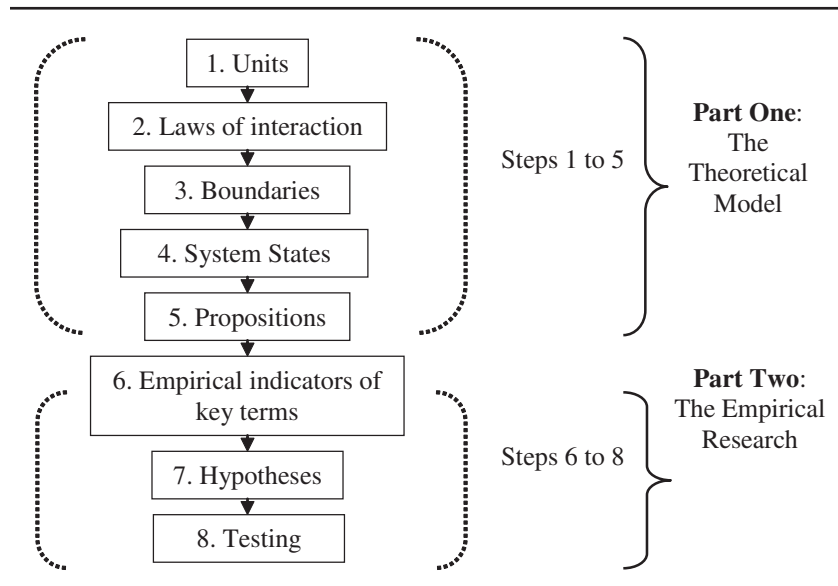 1. Units
2. Laws of interaction
3. Boundaries
4. System States
5. Propositions
Steps 1 to 5
Part One:
The
Theoretical
Model
6. Empirical indicators of
key terms
7. Hypotheses
8. Testing
Steps 6 to 8
Part Two:
The Empirical
Research